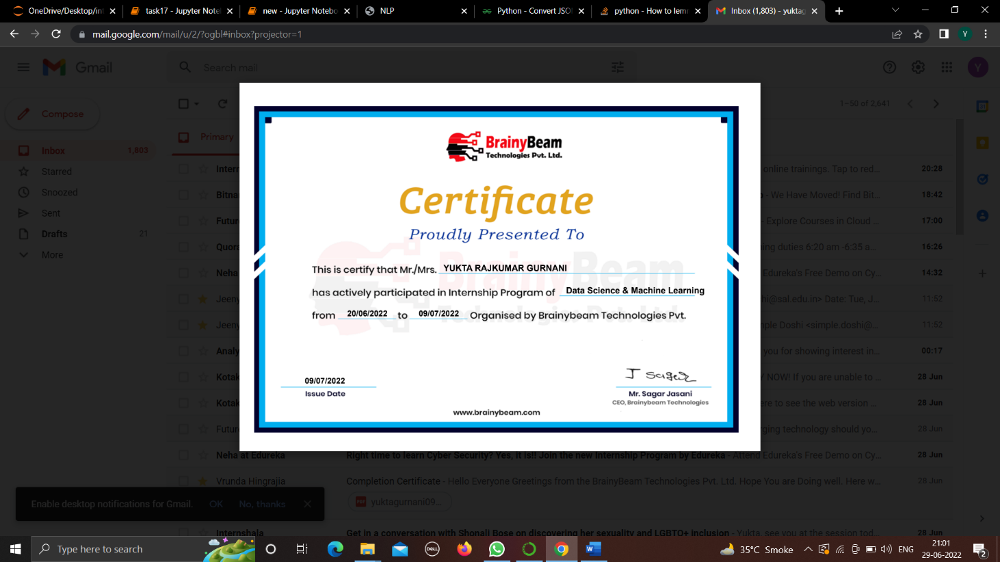 OneDrive/Desktop/int
task17 - Jupyter Note
new - Jupyter Notebo
NLP
Python - Convert JSO
python - How to lem
Inbox (1,803) - yuktag
mail.google.com/mail/u/2/?ogbl#inbox?projector=1
Y
Gmail
Search mail
Y
Compose
1–50 of 2,641
Primary
Inbox 1,803
Starred
Snoozed
Sent
Drafts 21
More
Intern
online trainings. Tap to red... 20:28
Bitna
- We Have Moved! Find Bit... 18:42
Futur
- Explore Courses in Cloud ... 17:00
Quora
ing duties 6:20 am -6:35 a... 16:26
Neha
Edureka's Free Demo on Cy... 14:32
Jeeny
hi@sal.edu.in> Date: Tue, J... 11:52
Jeeny
ple Doshi <simple.doshi@... 11:52
Analy
you for showing interest in... 00:17
Kotak
NOW! If you are unable to ... 28 Jun
Kotak
ere to see the web version ... 28 Jun
Futur
ging technology should yo... 28 Jun
BrainyBeam
Technologies Pvt. Ltd.
Certificate
Proudly Presented To
BrainyBeam
Technologies Pvt. Ltd.
This is certify that Mr./Mrs. YUKTA RAJKUMAR GURNANI
has actively participated in Internship Program of Data Science & Machine Learning
from 20/06/2022 to 09/07/2022 Organised by Brainybeam Technologies Pvt.
09/07/2022
Issue Date
J Sagar
Mr. Sagar Jasani
CEO, Brainybeam Technologies
www.brainybeam.com
Neha at Edureka Right time to learn Cyber Security? Yes, it is!! Join the new Internship Program by Edureka - Attend Edureka's Free Demo on Cy... 28 Jun
Vrunda Hingrajia Completion Certificate - Hello Everyone Greetings from the BrainyBeam Technologies Pvt. Ltd. Hope You are Doing well. Here w... 28 Jun
PDF yuktagurnani09...
Enable desktop notifications for Gmail. OK No, thanks
Internshala Get in a conversation with Shonali Bose on discovering her sexuality and LGBTQ+ inclusion - Yukta, see you at the session tod... 28 Jun
Type here to search
DELL
W
35°C Smoke
ENG
21:01
29-06-2022
2